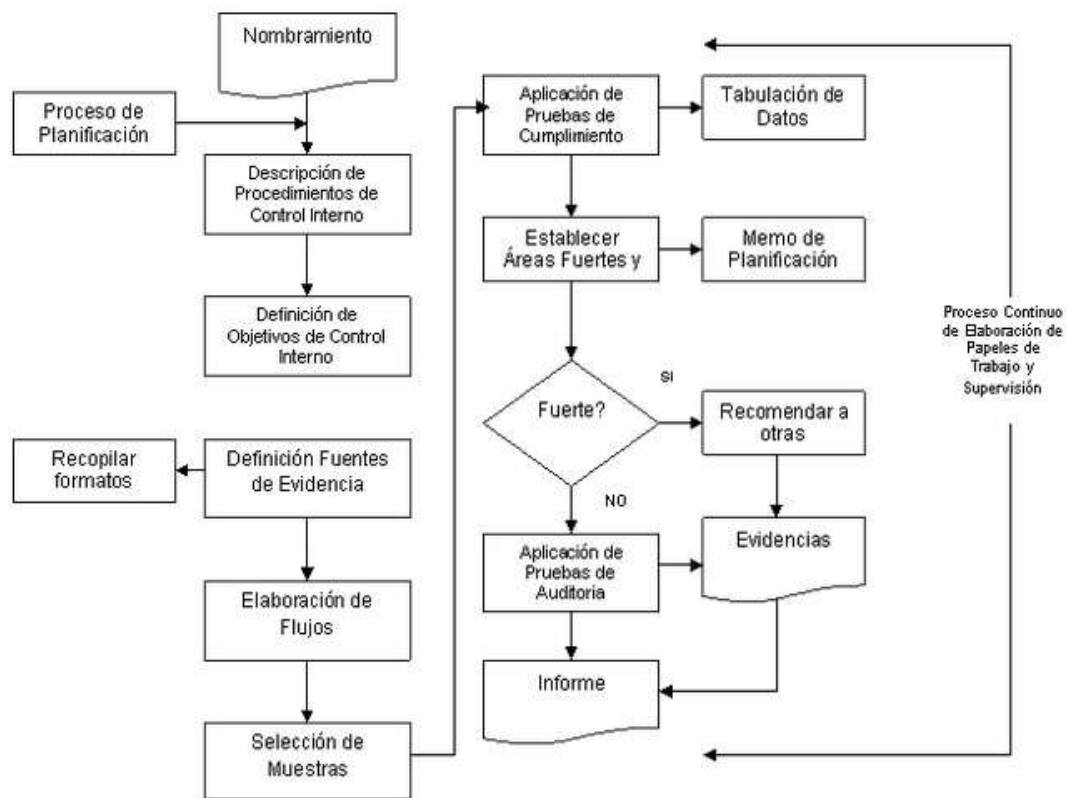 Nombramiento
Proceso de
Planificación
Descripción de
Procedimientos de
Control Interno
Definición de
Objetivos de Control
Interno
Recopilar
formatos
Definición Fuentes
de Evidencia
Elaboración de
Flujos
Selección de
Muestras
Aplicación de
Pruebas de
Cumplimiento
Tabulación de
Datos
Establecer
Áreas Fuertes y
Memo de
Planificación
Fuerte?
SI
Recomendar a
otras
NO
Aplicación de
Pruebas de
Auditoria
Evidencias
Informe
Proceso Continuo
de Elaboración de
Papeles de
Trabajo y
Supervisión